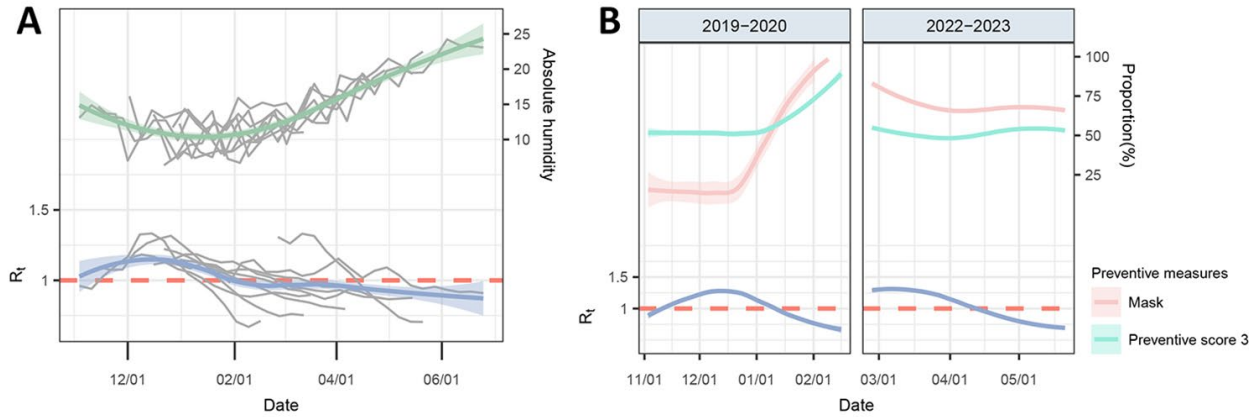 A
25
20
15
10
Absolute humidity
1.5
1
Rt
12/01
02/01
04/01
06/01
Date
B
2019−2020
2022−2023
100
75
50
25
Proportion(%)
1.5
1
Rt
11/01
12/01
01/01
02/01
03/01
04/01
05/01
Date
Preventive measures
Mask
Preventive score 3